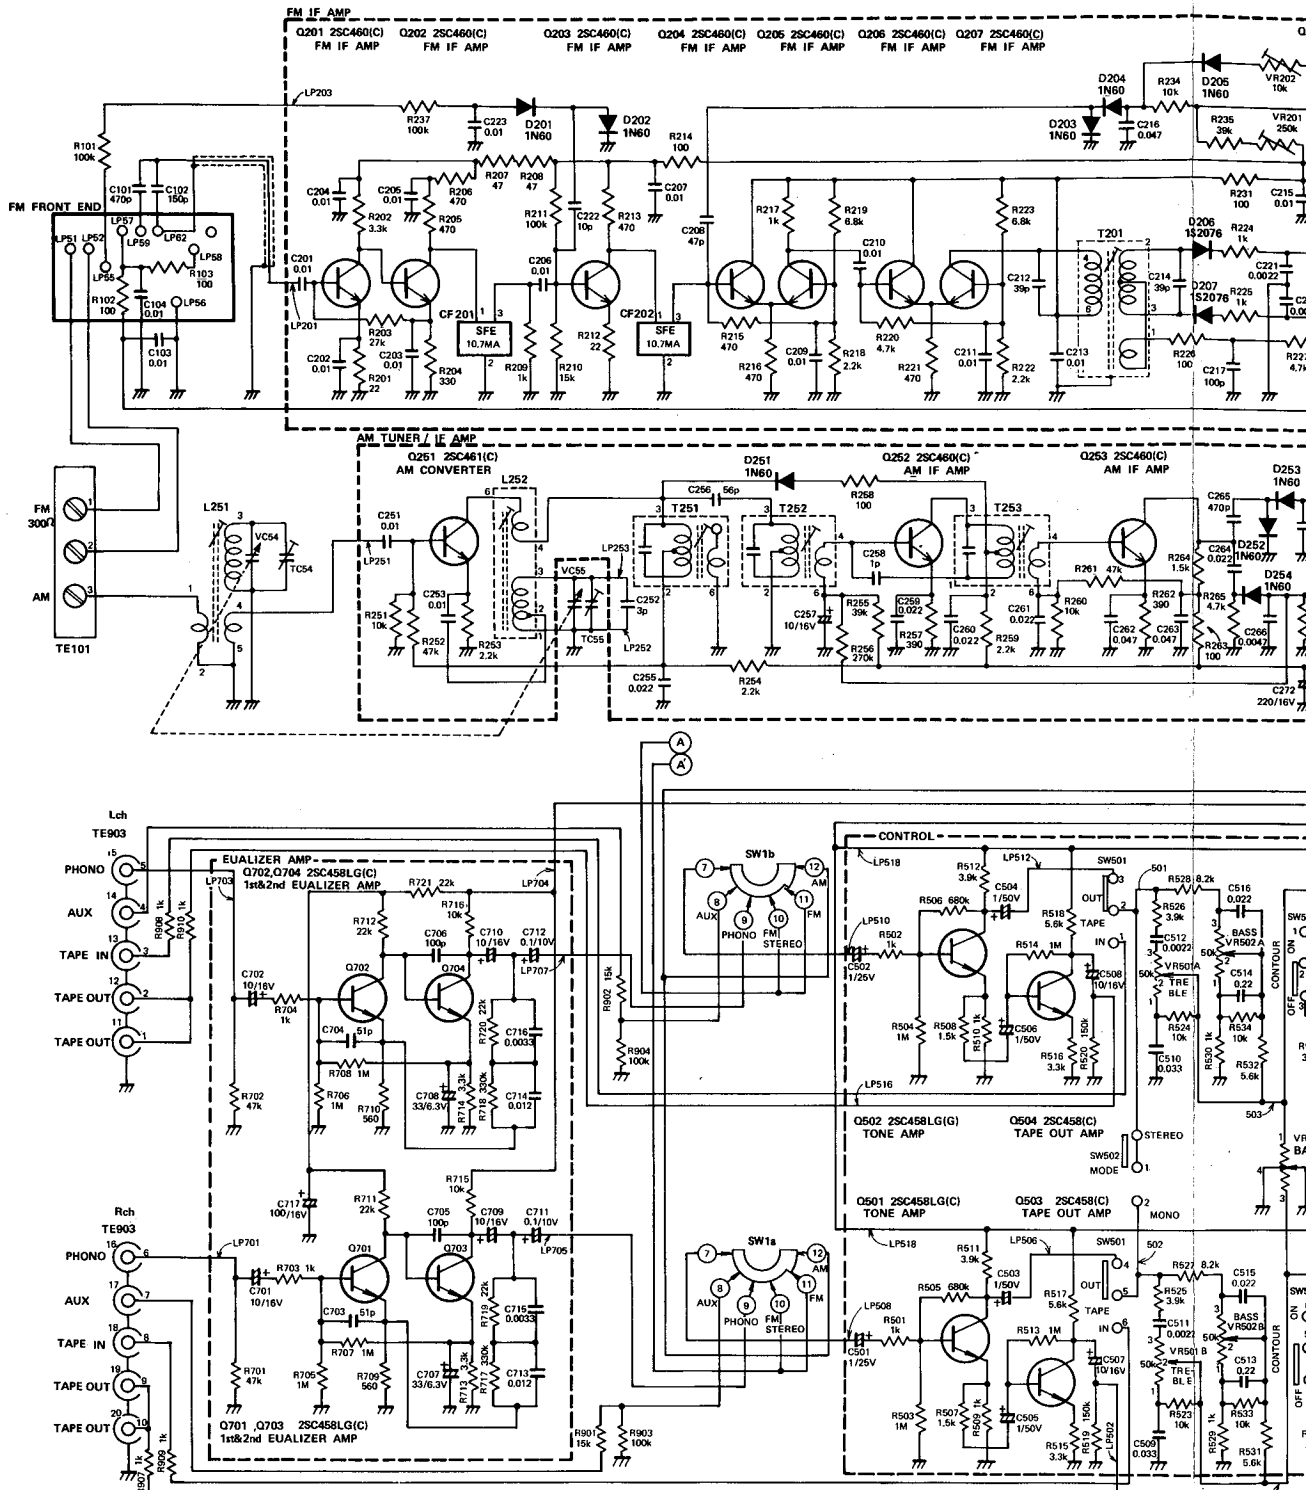 FM IF AMP
Q201 2SC460(C)
FM IF AMP
Q202 2SC460(C)
FM IF AMP
Q203 2SC460(C)
FM IF AMP
Q204 2SC460(C)
FM IF AMP
Q205 2SC460(C)
FM IF AMP
Q206 2SC460(C)
FM IF AMP
Q207 2SC460(C)
FM IF AMP
LP203
R237
100k
C223
0.01
D201
1N60
D202
1N60
R214
100
D203
1N60
D204
1N60
C216
0.047
R234
10k
D205
1N60
VR202
10k
R235
39k
VR201
250k
R101
100k
C101
470p
C102
150p
FM FRONT END
LP51
LP52
LP57
LP59
LP62
LP58
LP55
LP56
R103
100
R102
100
C104
0.01
C103
0.01
C201
0.01
LP201
C204
0.01
R202
3.3k
C205
0.01
R206
470
R205
470
R207
47
R208
47
R211
100k
C222
10p
R213
470
C207
0.01
C208
47p
R217
1k
R219
6.8k
C210
0.01
R223
6.8k
R231
100
C215
0.01
T201
D206
1S2076
R224
1k
C221
0.0022
D207
1S2076
R225
1k
C212
39p
C214
39p
R203
27k
C202
0.01
R201
22
C203
0.01
R204
330
CF201
SFE
10.7MA
C206
0.01
R209
1k
R210
15k
R212
22
CF202
SFE
10.7MA
R215
470
R216
470
C209
0.01
R218
2.2k
R220
4.7k
R221
470
C211
0.01
R222
2.2k
C213
0.01
R226
100
C217
100p
R227
4.7k
AM TUNER / IF AMP
Q251 2SC461(C)
AM CONVERTER
L252
D251
1N60
Q252 2SC460(C)
AM IF AMP
Q253 2SC460(C)
AM IF AMP
D253
1N60
FM
300Ω
AM
TE101
L251
VC54
TC54
C251
0.01
LP251
R251
10k
R252
47k
C253
0.01
R253
2.2k
VC55
TC55
LP253
C252
3p
LP252
T251
C256 56p
T252
R268
100
T253
C255
0.022
R254
2.2k
C257
10/16V
R255
39k
R256
270k
C258
1p
C259
0.022
R257
390
C260
0.022
R259
2.2k
C261
0.022
R260
10k
R261 47k
C262
0.047
R262
390
C263
0.047
R264
1.5k
C265
470p
C264
0.022
D252
1N60
D254
R265
4.7k
C266
0.0047
R263
100
C272
220/16V
A
A'
Lch
TE903
PHONO
AUX
TAPE IN
TAPE OUT
TAPE OUT
EUALIZER AMP
Q702,Q704 2SC458LG(C)
1st&2nd EUALIZER AMP
LP703
R908 1k
R910 1k
R721 22k
LP704
R712
22k
R716
10k
C706
100p
C710
10/16V
C712
0.1/10V
LP707
C702
10/16V
R704
1k
Q702
Q704
C704 51p
R708 1M
R702
47k
R706
1M
R710
560
C708
33/6.3V
R714 3.3k
R718 330k
R720 22k
C716
0.0033
C714
0.012
R902 15k
R904
100k
SW1b
AUX
PHONO
FM
STEREO
FM
AM
CONTROL
LP518
LP510
C502
1/25V
R502
1k
R506 680k
R512
3.9k
C504
1/50V
LP512
SW501
OUT
TAPE
IN
R518
5.6k
R514 1M
C508
10/16V
R504
1M
R508
1.5k
R510 1k
C506
1/50V
R516
3.3k
R520 150k
LP516
501
R528 8.2k
R526
3.9k
C512
0.0022
VR501A
TRE
BLE
50k
C516
0.022
BASS
VR502A
50k
C514
0.22
R524
10k
R534
10k
C510
0.033
R530 1k
R532
5.6k
CONTOUR
ON
OFF
503
Q502 2SC458LG(G)
TONE AMP
Q504 2SC458(C)
TAPE OUT AMP
STEREO
SW502
MODE
MONO
Q501 2SC458LG(C)
TONE AMP
Q503 2SC458(C)
TAPE OUT AMP
C717
100/16V
Rch
TE903
PHONO
AUX
TAPE IN
TAPE OUT
TAPE OUT
LP701
R711
22k
R715
10k
C705
100p
C709
10/16V
C711
0.1/10V
LP705
R703 1k
C701
10/16V
Q701
Q703
C703 51p
R707 1M
R701
47k
R705
1M
R709
560
C707
33/6.3V
R713 3.3k
R717 330k
R719 22k
C715
0.0033
C713
0.012
Q701 ,Q703 2SC458LG(C)
1st&2nd EUALIZER AMP
R907 1k
R909 1k
R901
15k
R903
100k
SW1a
AUX
PHONO
FM
STEREO
FM
AM
LP518
LP508
C501
1/25V
R501
1k
R505 680k
R511
3.9k
C503
1/50V
LP506
SW501
OUT
TAPE
IN
502
R517
5.6k
R513 1M
C507
10/16V
R503
1M
R507
1.5k
R509 1k
C505
1/50V
R515
3.3k
R519 150k
LP502
R527 8.2k
R525
3.9k
C511
0.0022
VR501B
TRE-
BLE
50k
C515
0.022
BASS
VR502B
50k
C513
0.22
R523
10k
R533
10k
C509
0.033
R529 1k
R531
5.6k
CONTOUR
ON
OFF